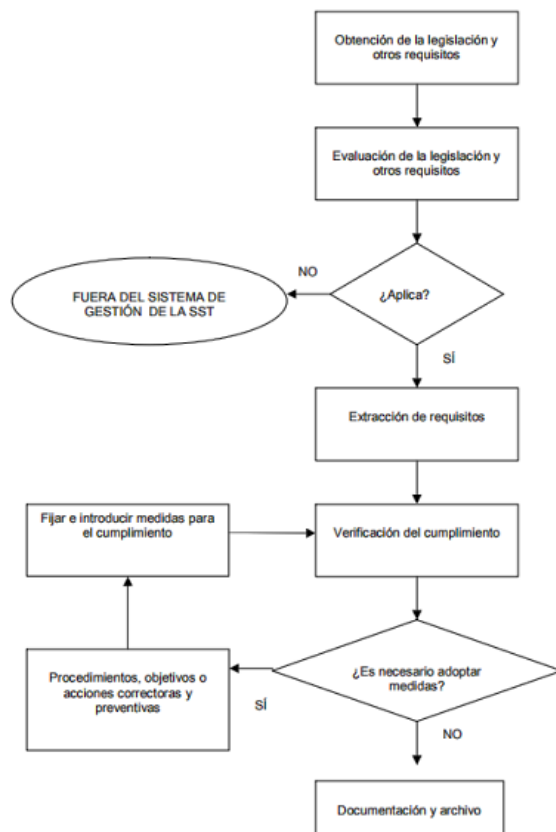 Obtención de la legislación y
otros requisitos
Evaluación de la legislación y
otros requisitos
NO
¿Aplica?
FUERA DEL SISTEMA DE
GESTIÓN DE LA SST
SÍ
Extracción de requisitos
Fijar e introducir medidas para
el cumplimiento
Verificación del cumplimiento
¿Es necesario adoptar
medidas?
Procedimientos, objetivos o
acciones correctoras y
preventivas
SÍ
NO
Documentación y archivo